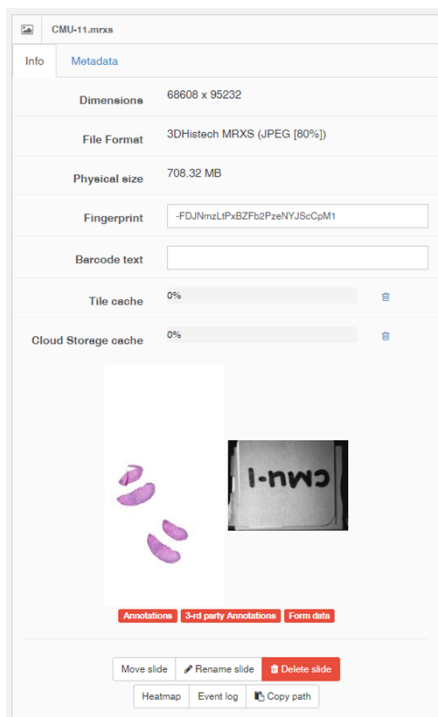 CMU-11.mrxs
Info
Metadata
Dimensions
68608 x 95232
File Format
3DHistech MRXS (JPEG [80%])
Physical size
708.32 MB
Fingerprint
-FDJNmzLtPxBZFb2PzeNYJScCpM1
Barcode text
Tile cache
0%
Cloud Storage cache
0%
CMU-1
Annotations
3-rd party Annotations
Form data
Move slide
Rename slide
Delete slide
Heatmap
Event log
Copy path